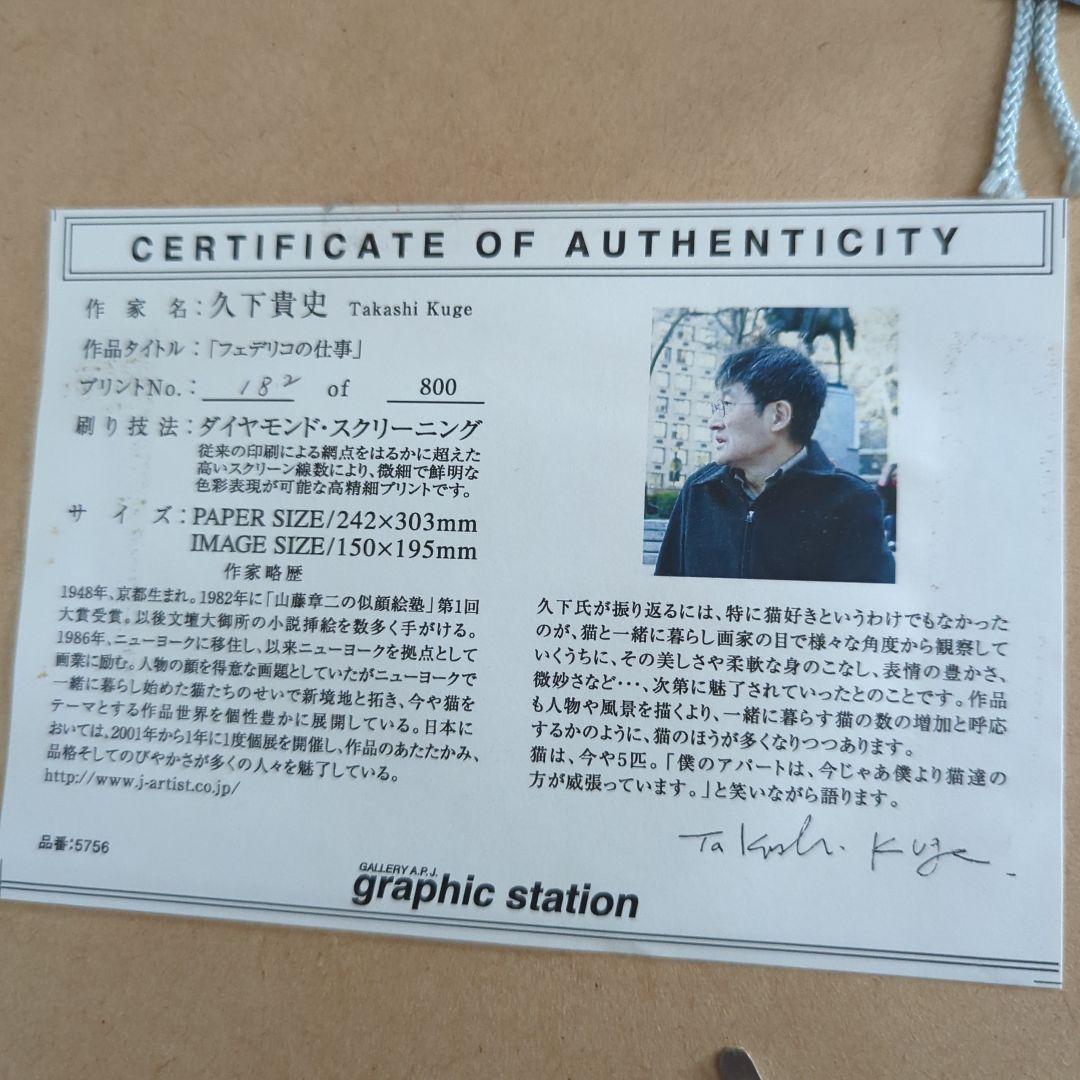 CERTIFICATE OF AUTHENTICITY
作家名：久下貴史 Takashi Kuge
作品タイトル：「フェデリコの仕事」
プリントNo.： 182 of 800
刷り技法：ダイヤモンド・スクリーニング
従来の印刷による網点をはるかに超えた
高いスクリーン線数により、微細で鮮明な
色彩表現が可能な高精細プリントです。
サイズ：PAPER SIZE/242×303mm
IMAGE SIZE/150×195mm
作家略歴
1948年、京都生まれ。1982年に「山藤章二の似顔絵塾」第1回
大賞受賞。以後文壇大御所の小説挿絵を数多く手がける。
1986年、ニューヨークに移住し、以来ニューヨークを拠点として
画業に励む。人物の顔を得意な画題としていたがニューヨークで
一緒に暮らし始めた猫たちのせいで新境地と拓き、今や猫を
テーマとする作品世界を個性豊かに展開している。日本に
おいては、2001年から1年に1度個展を開催し、作品のあたたかみ、
品格そしてのびやかさが多くの人々を魅了している。
http://www.j-artist.co.jp/
久下氏が振り返るには、特に猫好きというわけでもなかった
のが、猫と一緒に暮らし画家の目で様々な角度から観察して
いくうちに、その美しさや柔軟な身のこなし、表情の豊かさ、
微妙さなど・・・、次第に魅了されていったとのことです。作品
も人物や風景を描くより、一緒に暮らす猫の数の増加と呼応
するかのように、猫のほうが多くなりつつあります。
猫は、今や5匹。「僕のアパートは、今じゃあ僕より猫達の
方が威張っています。」と笑いながら語ります。
Takashi. Kuge.
品番：5756
GALLERY A.P.J.
graphic station